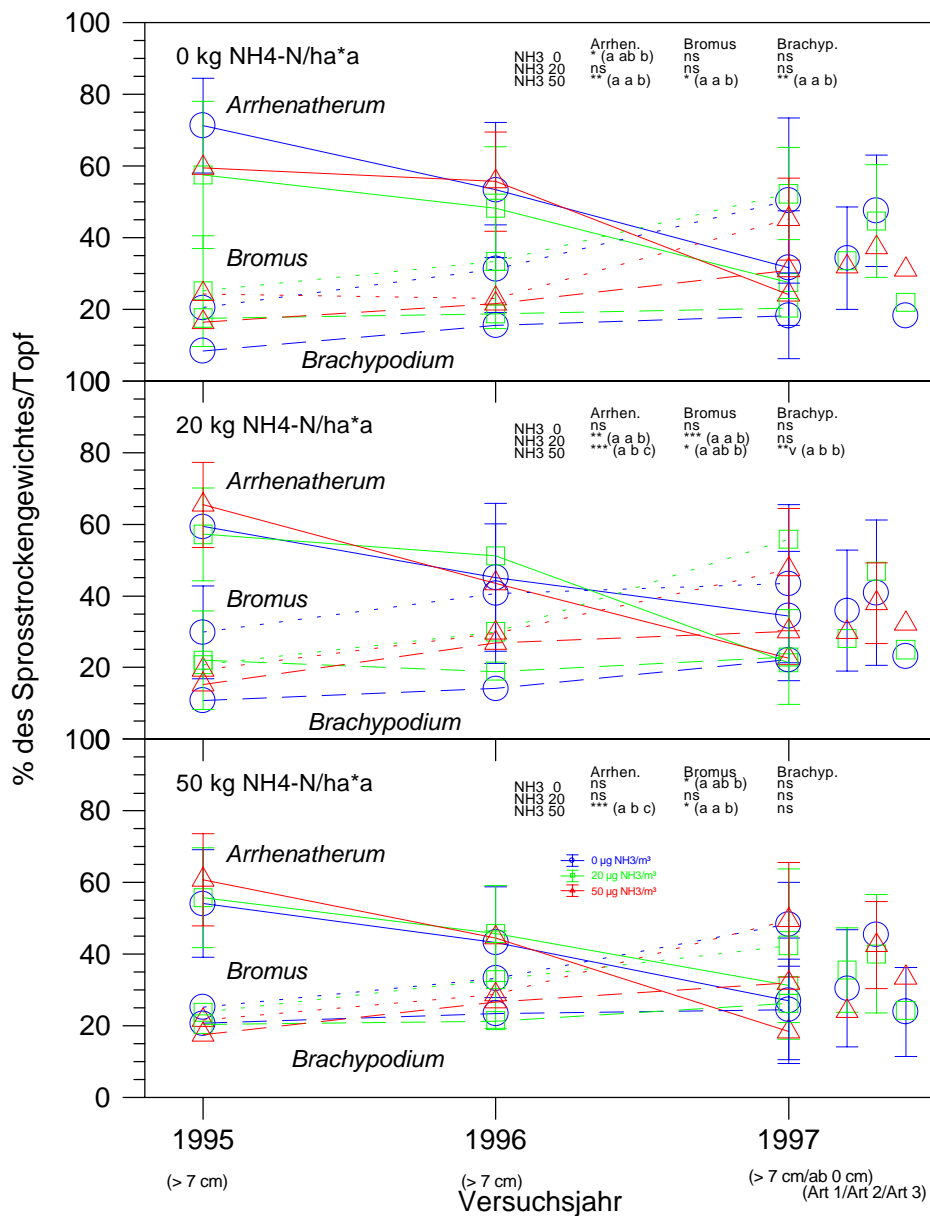 100
80
60
40
20
0 kg NH4-N/ha*a
Arrhen. Bromus Brachyp.
NH3 0 * (a ab b) ns ns
NH3 20 ns ns ns
NH3 50 ** (a a b) * (a a b) ** (a a b)
Arrhenatherum
Bromus
Brachypodium
100
80
60
40
20
20 kg NH4-N/ha*a
Arrhen. Bromus Brachyp.
NH3 0 ns ns ns
NH3 20 ** (a a b) *** (a a b) ns
NH3 50 *** (a b c) * (a ab b) **v (a b b)
Arrhenatherum
Bromus
Brachypodium
100
80
60
40
20
0
50 kg NH4-N/ha*a
Arrhen. Bromus Brachyp.
NH3 0 ns * (a ab b) ns
NH3 20 ns ns ns
NH3 50 *** (a b c) * (a a b) ns
Arrhenatherum
0 µg NH3/m³
20 µg NH3/m³
50 µg NH3/m³
Bromus
Brachypodium
% des Sprosstrockengewichtes/Topf
1995 1996 1997
(> 7 cm) (> 7 cm) (> 7 cm/ab 0 cm)
(Art 1/Art 2/Art 3)
Versuchsjahr